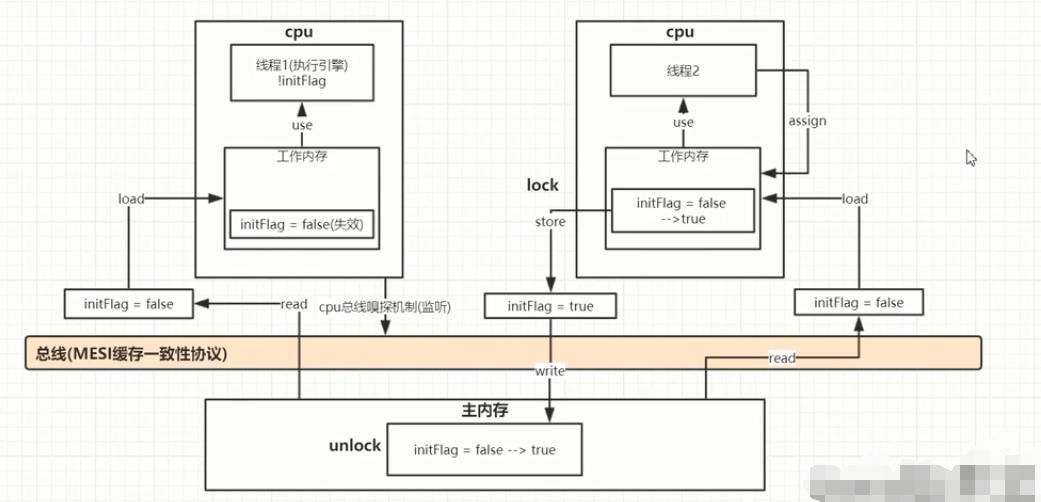 cpu
线程1(执行引擎)
!initFlag
use
工作内存
load
initFlag = false(失效)
initFlag = false
read
cpu总线嗅探机制(监听)
cpu
线程2
assign
use
工作内存
lock
initFlag = false
-->true
store
load
initFlag = true
initFlag = false
总线(MESI缓存一致性协议)
write
read
主内存
unlock
initFlag = false --> true